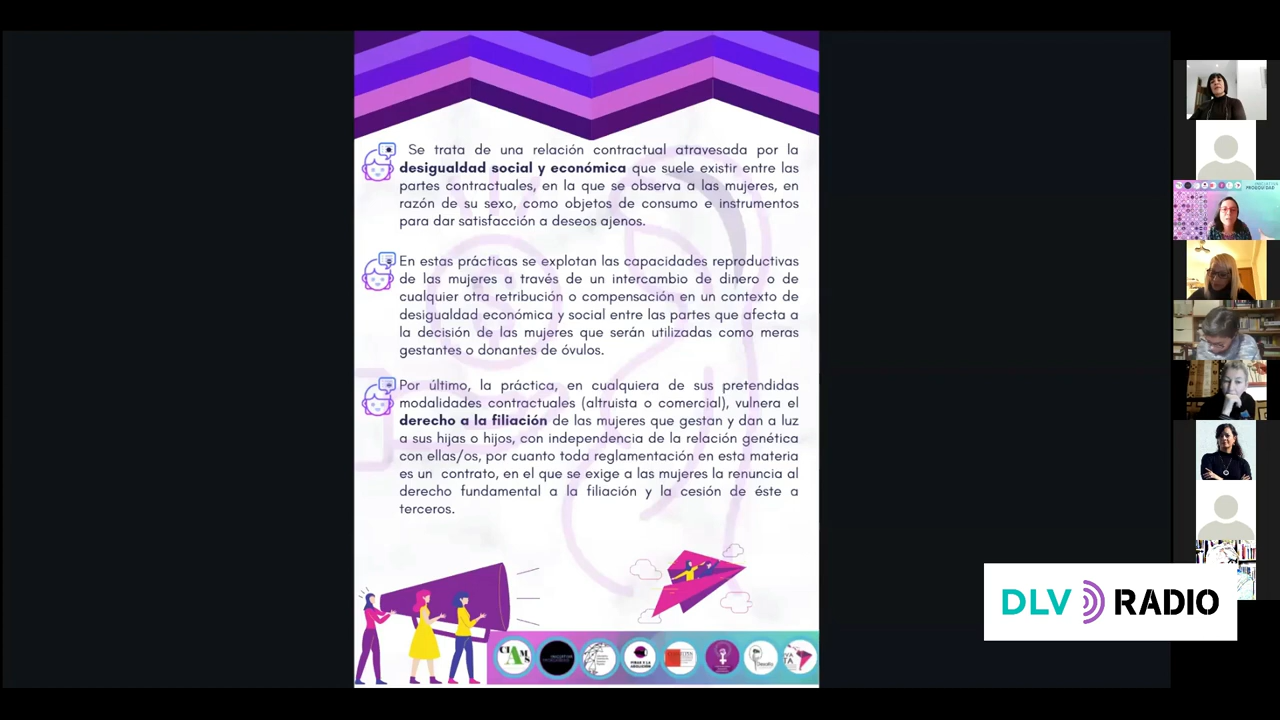 Se trata de una relación contractual atravesada por la
desigualdad social y económica que suele existir entre las
partes contractuales, en la que se observa a las mujeres, en
razón de su sexo, como objetos de consumo e instrumentos
para dar satisfacción a deseos ajenos.
En estas prácticas se explotan las capacidades reproductivas
de las mujeres a través de un intercambio de dinero o de
cualquier otra retribución o compensación en un contexto de
desigualdad económica y social entre las partes que afecta a
la decisión de las mujeres que serán utilizadas como meras
gestantes o donantes de óvulos.
Por último, la práctica, en cualquiera de sus pretendidas
modalidades contractuales (altruista o comercial), vulnera el
derecho a la filiación de las mujeres que gestan y dan a luz
a sus hijas o hijos, con independencia de la relación genética
con ellas/os, por cuanto toda reglamentación en esta materia
es un contrato, en el que se exige a las mujeres la renuncia al
derecho fundamental a la filiación y la cesión de éste a
terceros.
CIAMS
DLV RADIO